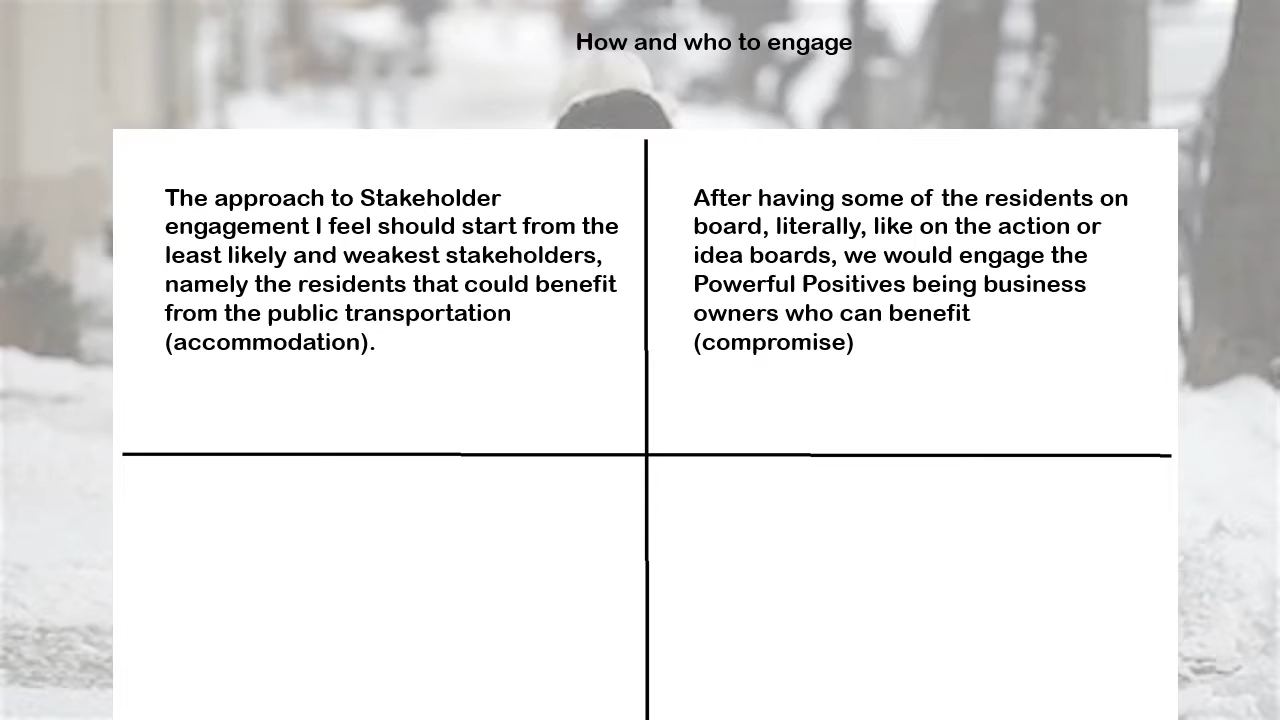 How and who to engage
The approach to Stakeholder
engagement I feel should start from the
least likely and weakest stakeholders,
namely the residents that could benefit
from the public transportation
(accommodation).
After having some of the residents on
board, literally, like on the action or
idea boards, we would engage the
Powerful Positives being business
owners who can benefit
(compromise)